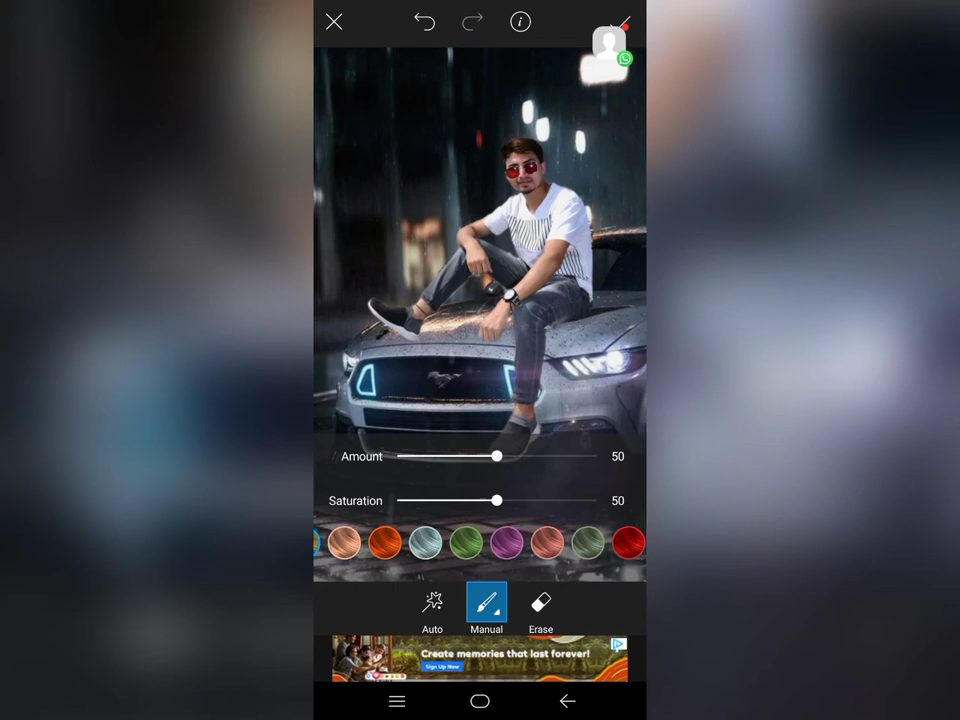 Amount 50
Saturation 50
Auto Manual Erase
Create memories that last forever!
Sign Up Now